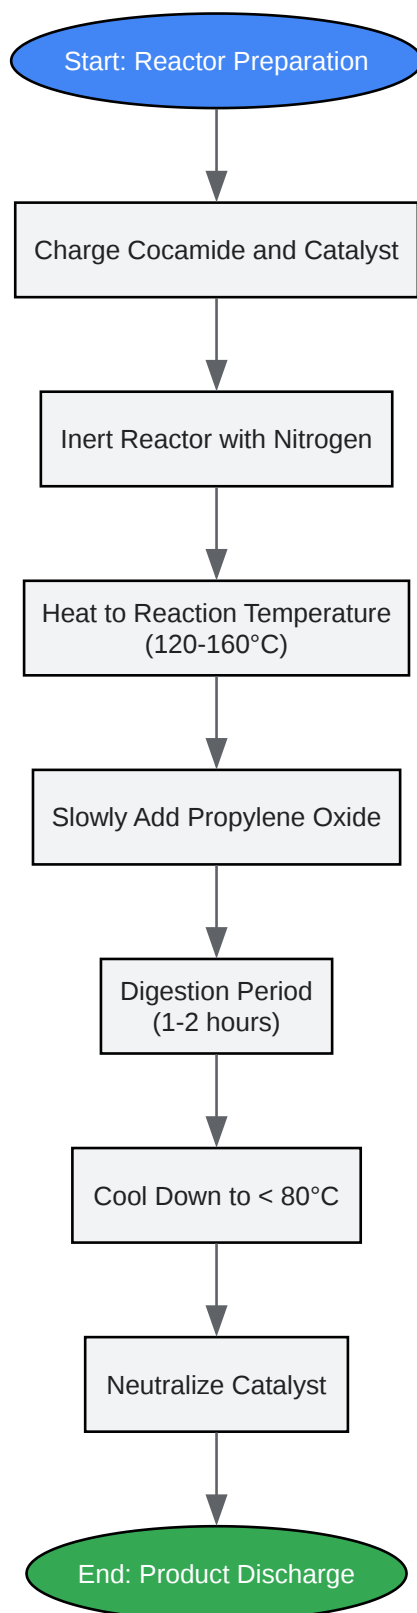 Start: Reactor Preparation
Charge Cocamide and Catalyst
Inert Reactor with Nitrogen
Heat to Reaction Temperature
(120-160°C)
Slowly Add Propylene Oxide
Digestion Period
(1-2 hours)
Cool Down to < 80°C
Neutralize Catalyst
End: Product Discharge